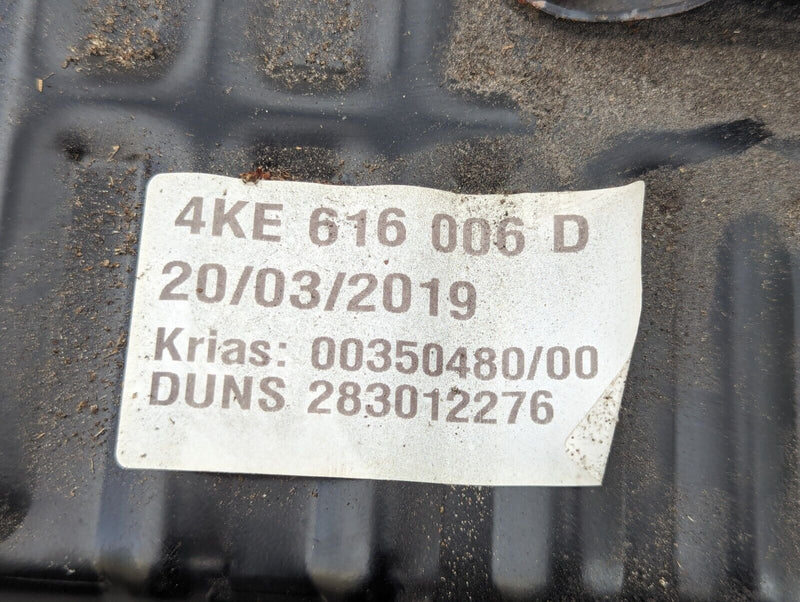 4KE 616 006 D
20/03/2019
Krias: 00350480/00
DUNS 283012276